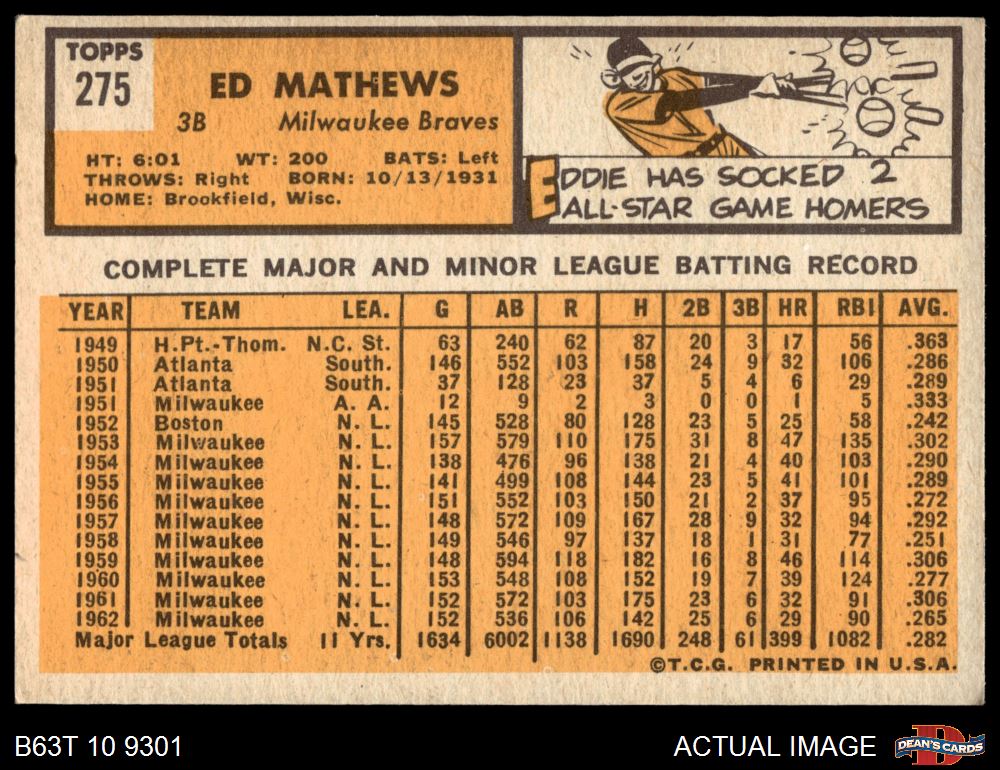 TOPPS
275
ED MATHEWS
3B Milwaukee Braves
HT: 6:01 WT: 200 BATS: Left
THROWS: Right BORN: 10/13/1931
HOME: Brookfield, Wisc.
EDDIE HAS SOCKED 2
ALL-STAR GAME HOMERS
COMPLETE MAJOR AND MINOR LEAGUE BATTING RECORD
YEAR TEAM LEA. G AB R H 2B 3B HR RBI AVG.
1949 H.Pt.-Thom. N.C. St. 63 240 62 87 20 3 17 56 .363
1950 Atlanta South. 146 552 103 158 24 9 32 106 .286
1951 Atlanta South. 37 128 23 37 5 4 6 29 .289
1951 Milwaukee A. A. 12 9 2 3 0 0 1 5 .333
1952 Boston N. L. 145 528 80 128 23 5 25 58 .242
1953 Milwaukee N. L. 157 579 110 175 31 8 47 135 .302
1954 Milwaukee N. L. 138 476 96 138 21 4 40 103 .290
1955 Milwaukee N. L. 141 499 108 144 23 5 41 101 .289
1956 Milwaukee N. L. 151 552 103 150 21 2 37 95 .272
1957 Milwaukee N. L. 148 572 109 167 28 9 32 94 .292
1958 Milwaukee N. L. 149 546 97 137 18 1 31 77 .251
1959 Milwaukee N. L. 148 594 118 182 16 8 46 114 .306
1960 Milwaukee N. L. 153 548 108 152 19 7 39 124 .277
1961 Milwaukee N. L. 152 572 103 175 23 6 32 91 .306
1962 Milwaukee N. L. 152 536 106 142 25 6 29 90 .265
Major League Totals 11 Yrs. 1634 6002 1138 1690 248 61 399 1082 .282
©T.C.G. PRINTED IN U.S.A.
B63T 10 9301
ACTUAL IMAGE
DEAN'S CARDS